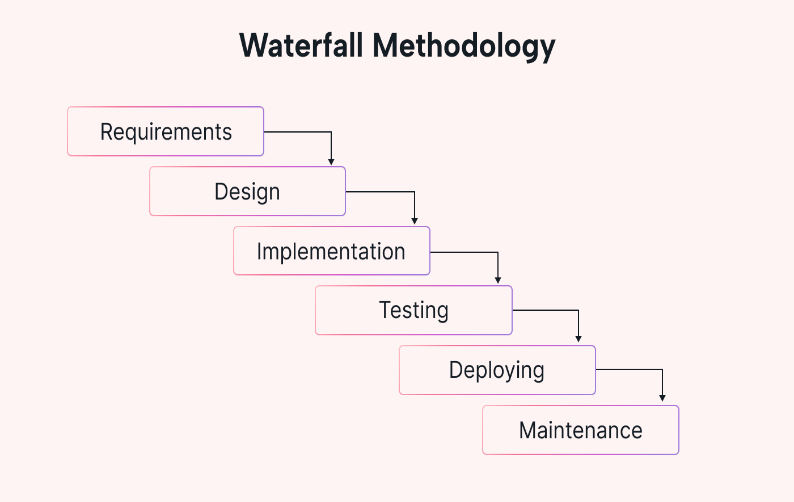 Waterfall Methodology
Requirements
Design
Implementation
Testing
Deploying
Maintenance